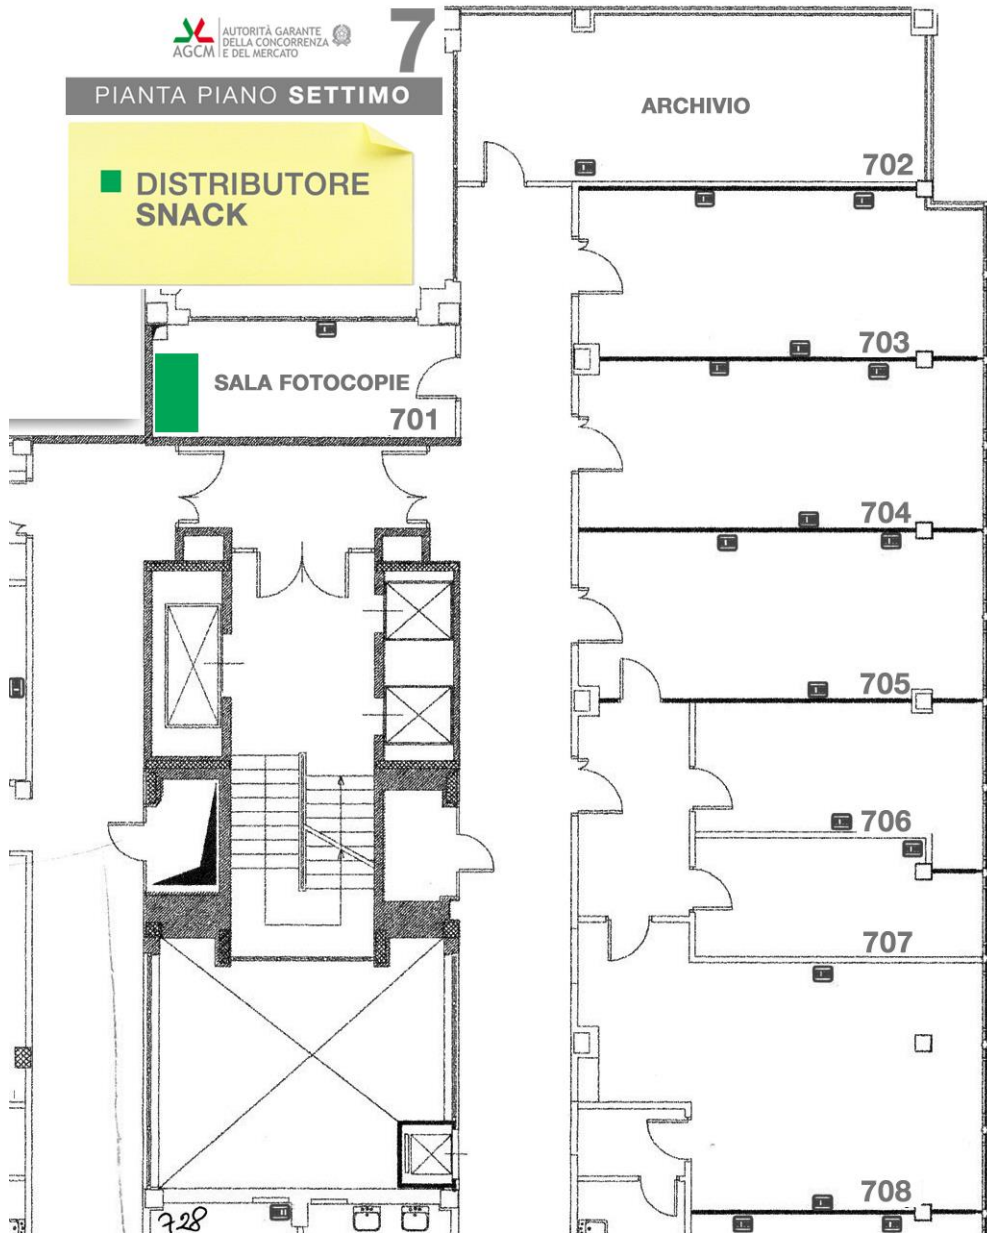 AGCM
AUTORITÀ GARANTE
DELLA CONCORRENZA
E DEL MERCATO
7
PIANTA PIANO SETTIMO
DISTRIBUTORE
SNACK
ARCHIVIO
702
703
SALA FOTOCOPIE
701
704
705
706
707
708
728